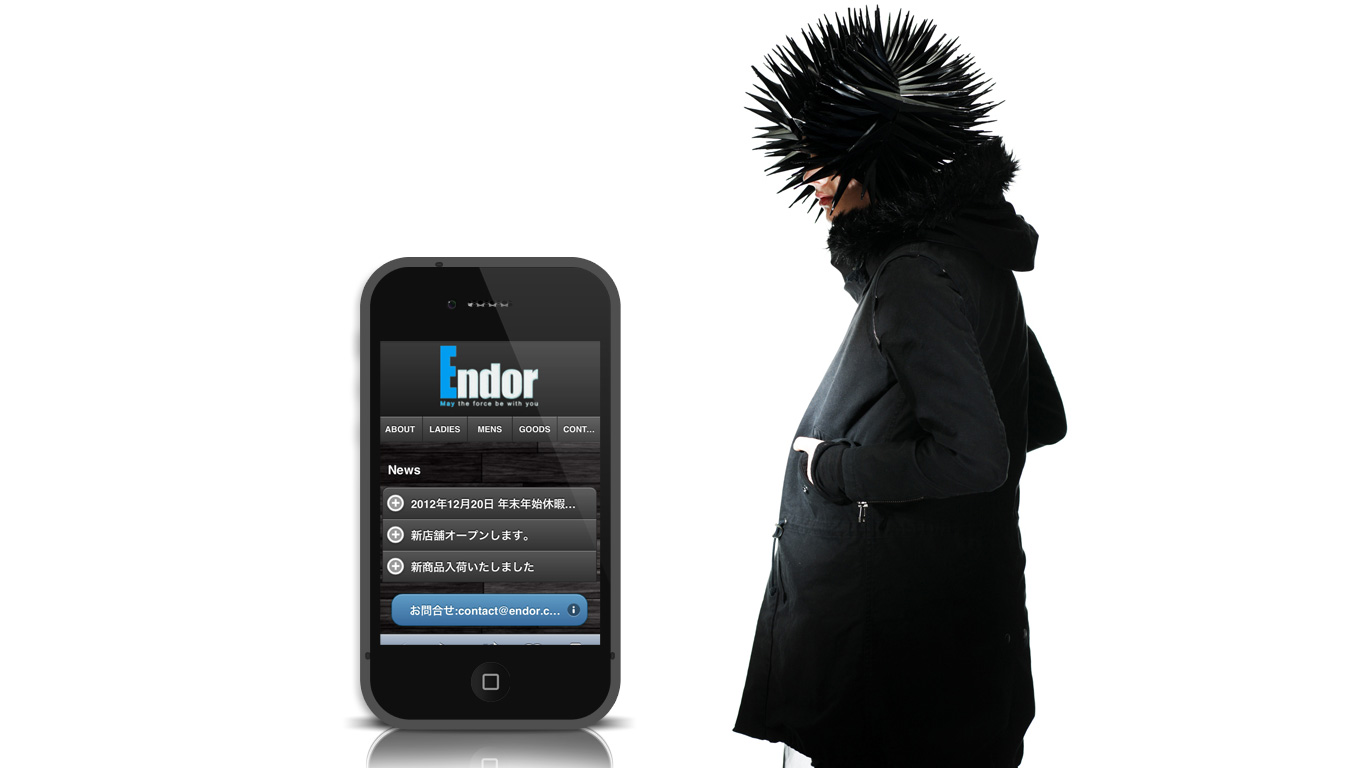 Endor
May the force be with you
ABOUT LADIES MENS GOODS CONT...
News
2012年12月20日 年末年始休暇...
新店舗オープンします。
新商品入荷いたしました
お問合せ:contact@endor.c...